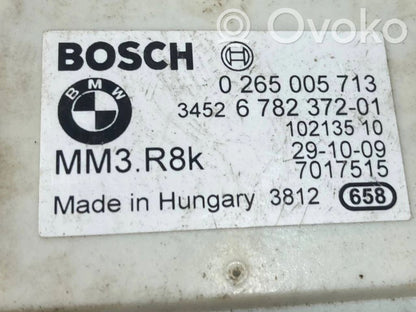 Ovoko
BOSCH
BMW
0 265 005 713
3452 6 782 372-01
102135 10
MM3.R8k
29-10-09
7017515
Made in Hungary 3812 658